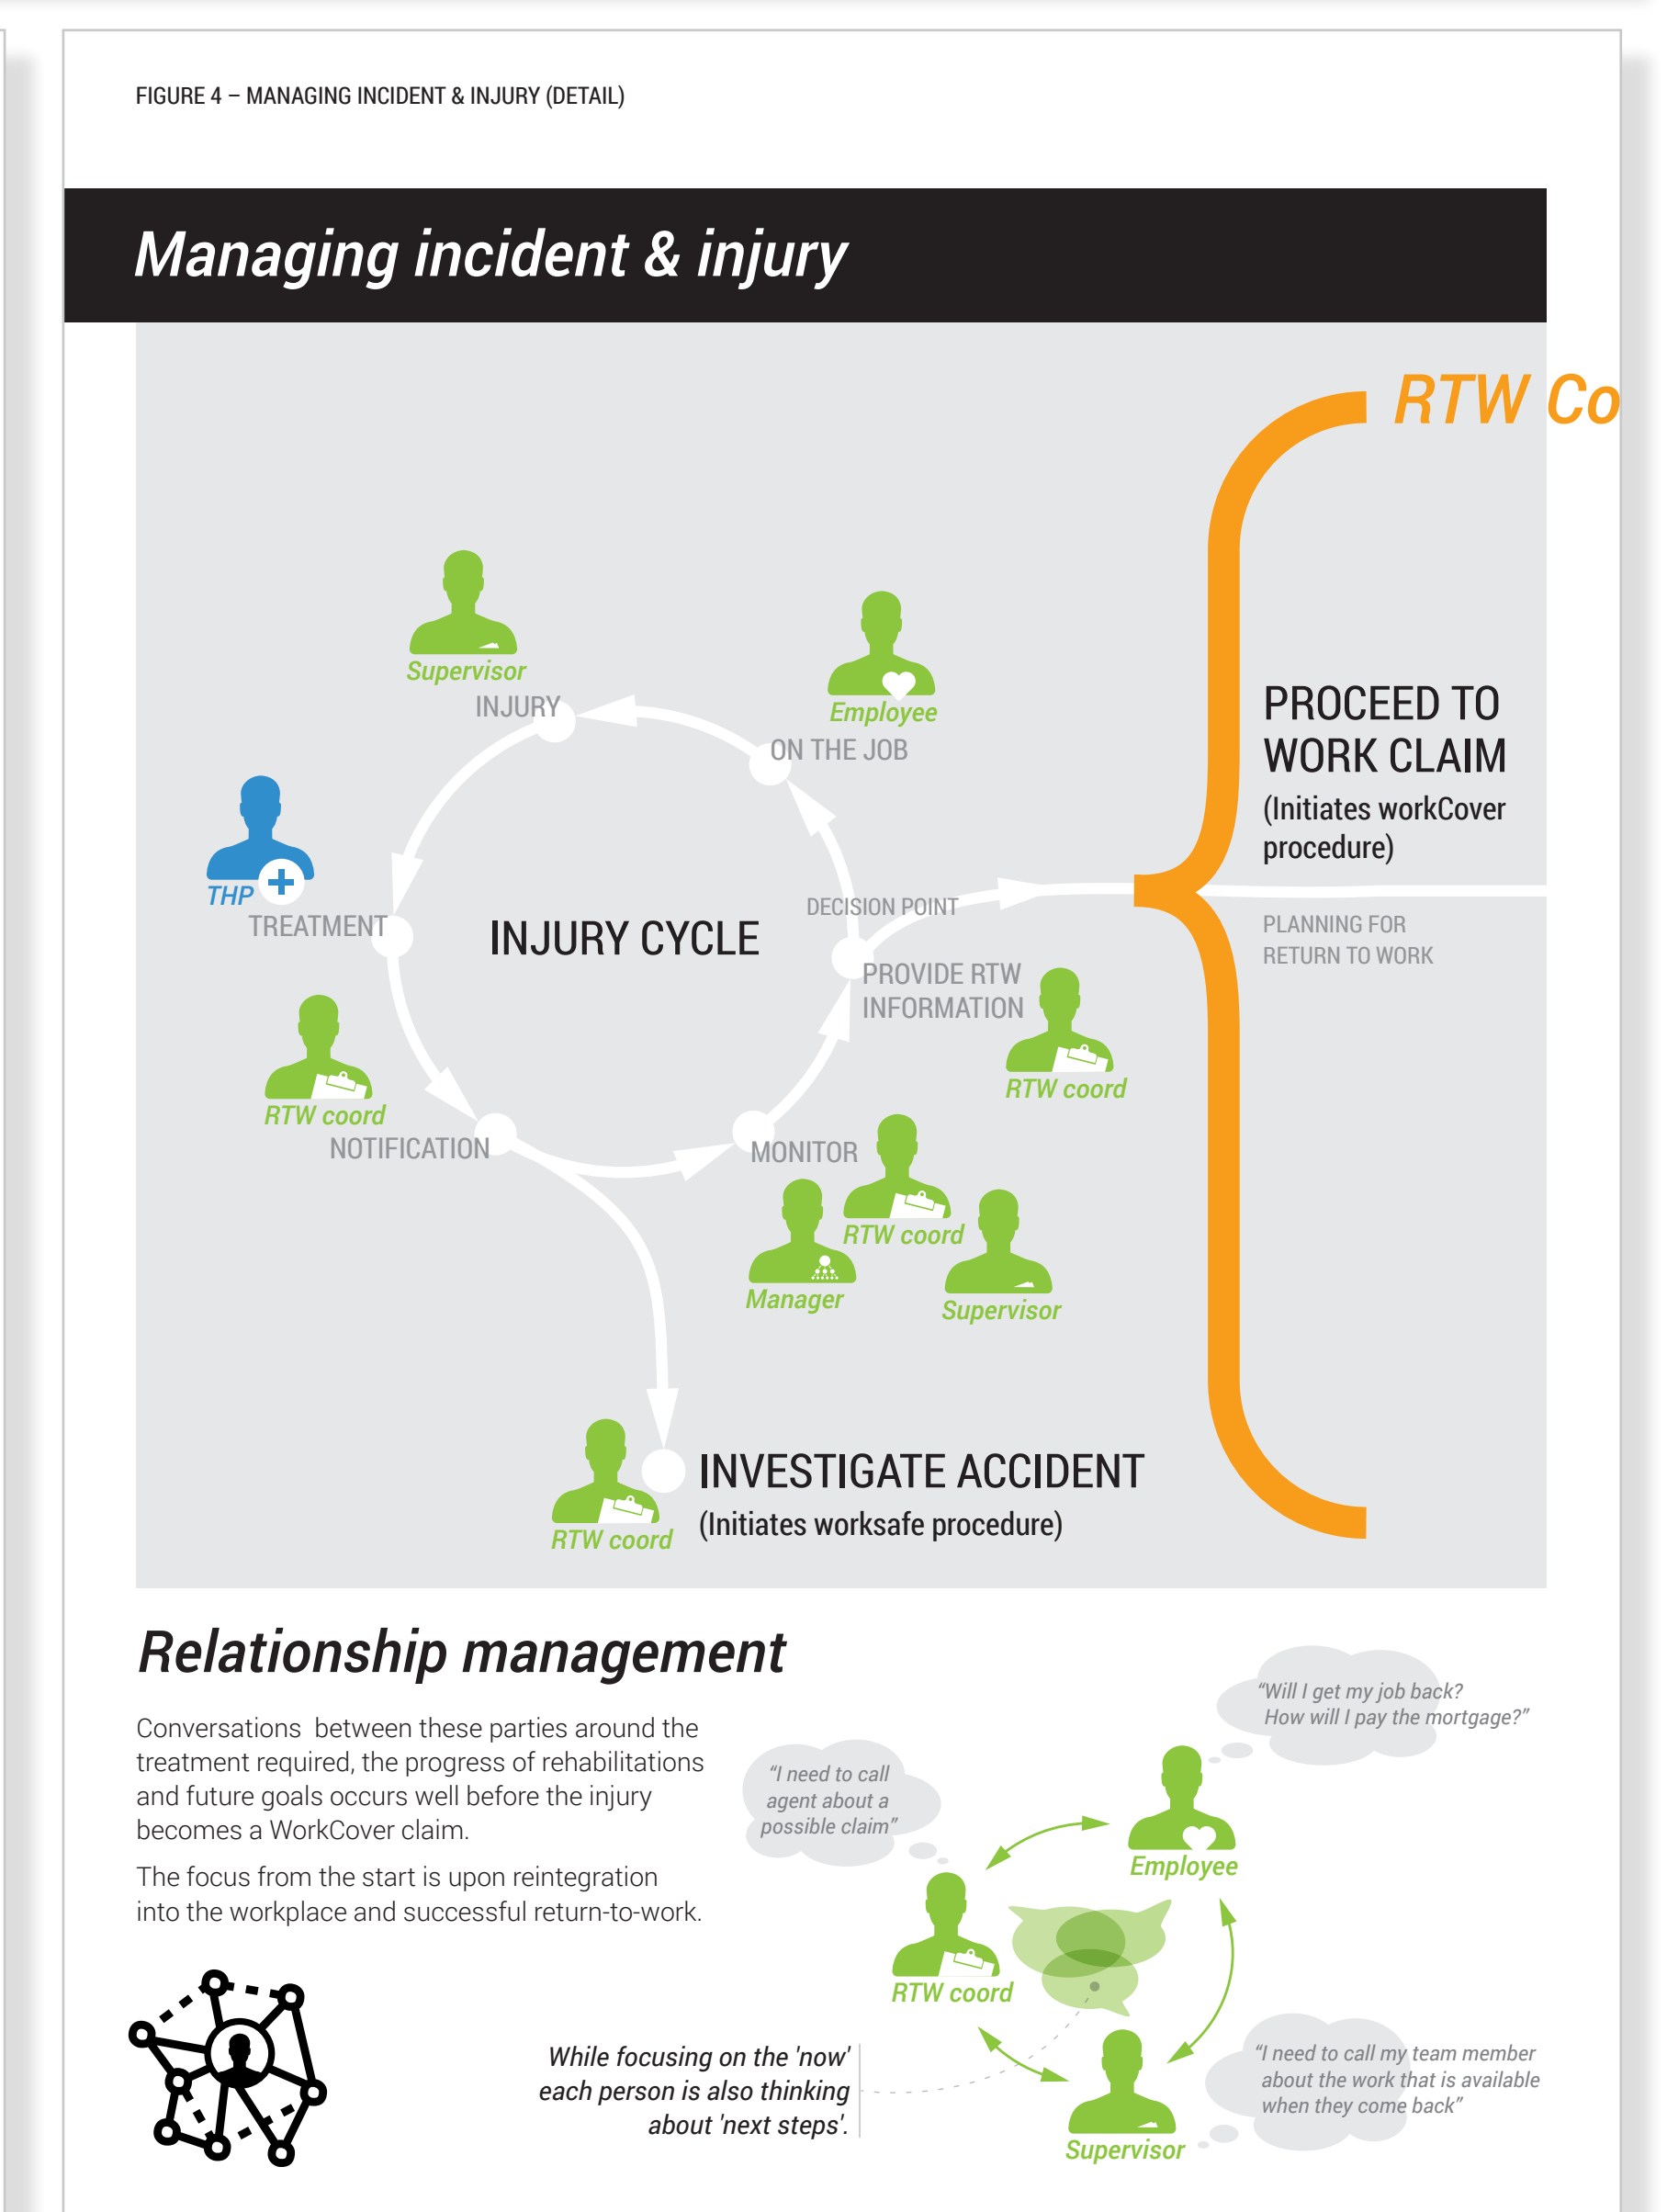 FIGURE 4 – MANAGING INCIDENT & INJURY (DETAIL)
Managing incident & injury
RTW Co
Supervisor
INJURY
Employee
ON THE JOB
PROCEED TO
WORK CLAIM
(Initiates workCover
procedure)
THP
TREATMENT
INJURY CYCLE
DECISION POINT
PLANNING FOR
RETURN TO WORK
PROVIDE RTW
INFORMATION
RTW coord
RTW coord
NOTIFICATION
MONITOR
RTW coord
Manager
Supervisor
INVESTIGATE ACCIDENT
(Initiates worksafe procedure)
RTW coord
Relationship management
Conversations  between these parties around the
treatment required, the progress of rehabilitations
and future goals occurs well before the injury
becomes a WorkCover claim.
The focus from the start is upon reintegration
into the workplace and successful return-to-work.
“Will I get my job back?
How will I pay the mortgage?”
“I need to call
agent about a
possible claim”
Employee
RTW coord
While focusing on the 'now'
each person is also thinking
about 'next steps'.
“I need to call my team member
about the work that is available
when they come back”
Supervisor